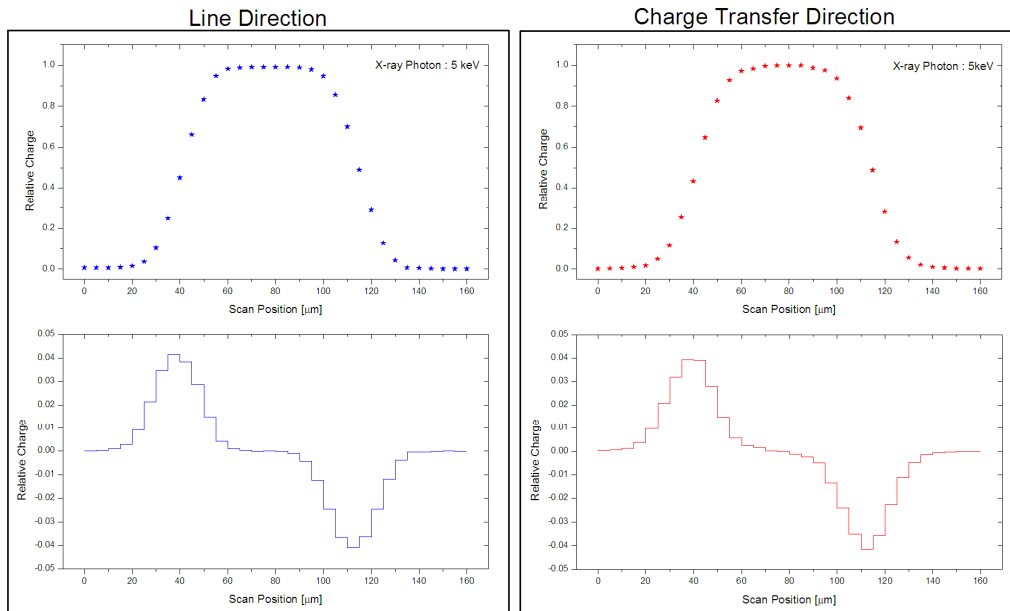 Line Direction
X-ray Photon : 5 keV
1.0
0.8
0.6
0.4
0.2
0.0
Relative Charge
0 20 40 60 80 100 120 140 160
Scan Position [μm]
0.05
0.04
0.03
0.02
0.01
0.00
-0.01
-0.02
-0.03
-0.04
-0.05
Relative Charge
0 20 40 60 80 100 120 140 160
Scan Position [μm]
Charge Transfer Direction
X-ray Photon : 5keV
1.0
0.8
0.6
0.4
0.2
0.0
Relative Charge
0 20 40 60 80 100 120 140 160
Scan Position [μm]
0.05
0.04
0.03
0.02
0.01
0.00
-0.01
-0.02
-0.03
-0.04
-0.05
Relative Charge
0 20 40 60 80 100 120 140 160
Scan Position [μm]